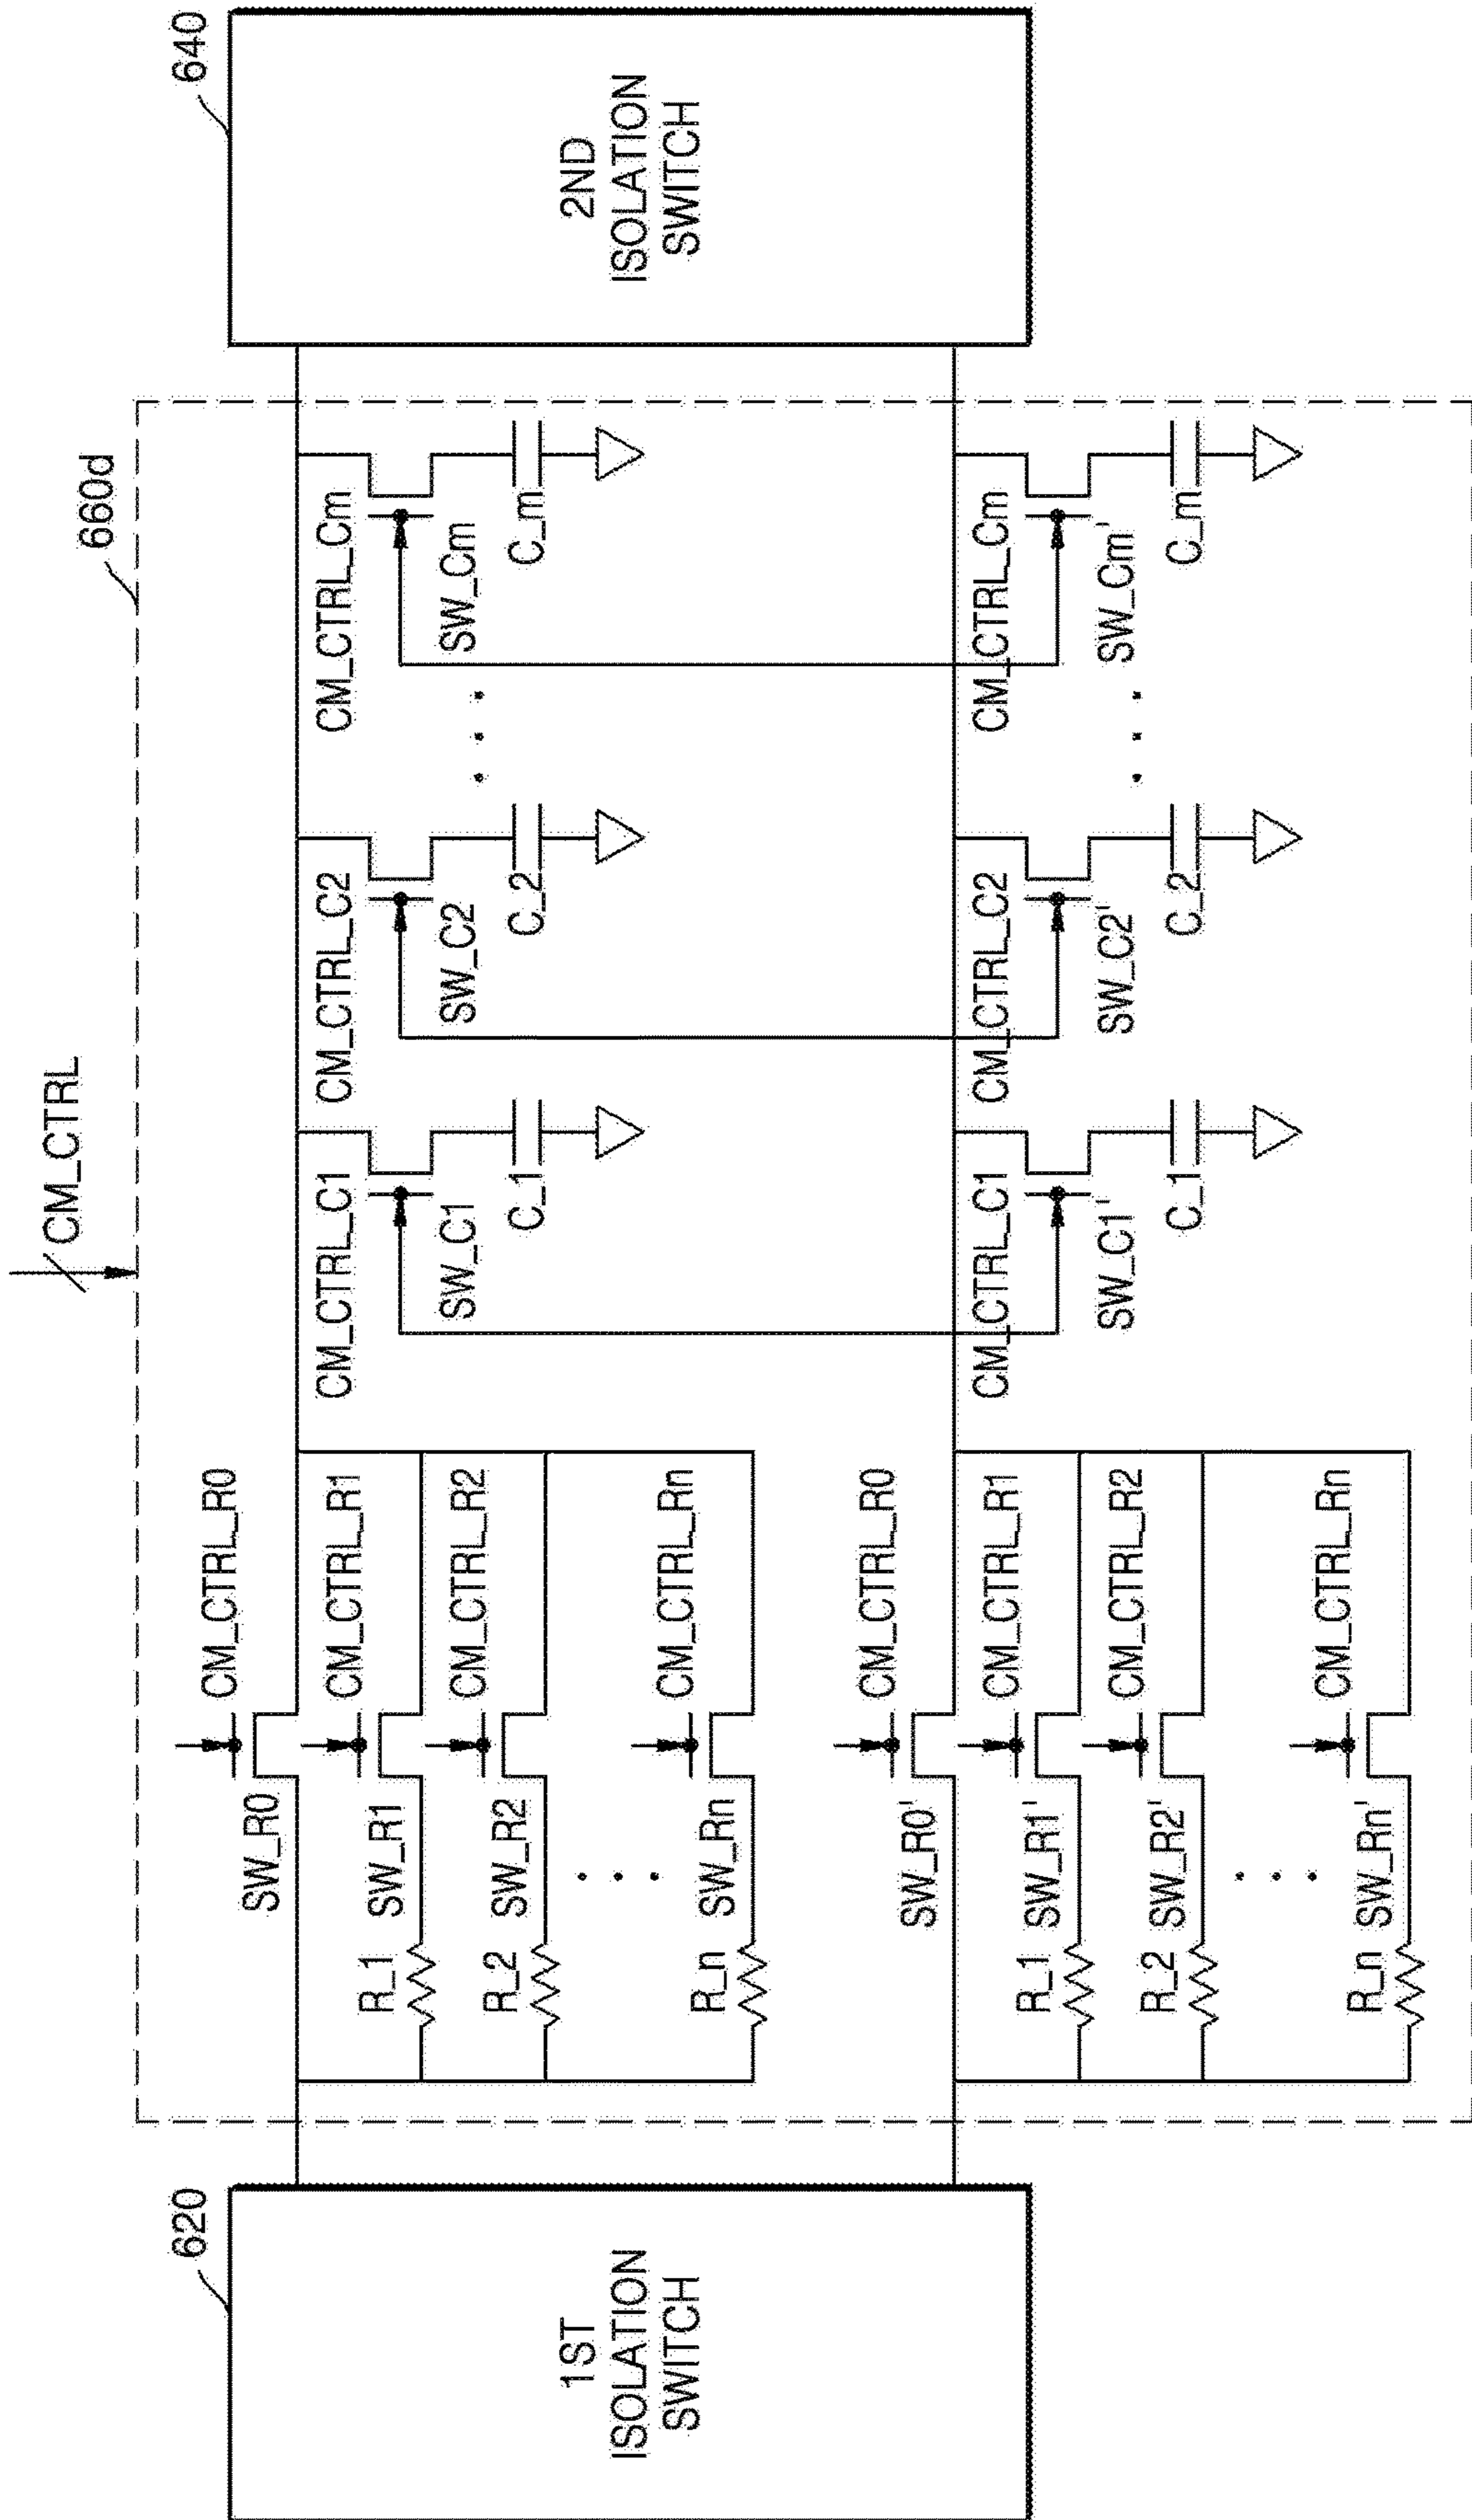 CM_CTRL
660d
620
640
1ST
ISOLATION
SWITCH
2ND
ISOLATION
SWITCH
SW_R0
CM_CTRL_R0
R_1
SW_R1
CM_CTRL_R1
R_2
SW_R2
CM_CTRL_R2
R_n
SW_Rn
CM_CTRL_Rn
CM_CTRL_C1
SW_C1
C_1
CM_CTRL_C2
SW_C2
C_2
CM_CTRL_Cm
SW_Cm
C_m
SW_R0'
CM_CTRL_R0
R_1
SW_R1'
CM_CTRL_R1
R_2
SW_R2'
CM_CTRL_R2
R_n
SW_Rn'
CM_CTRL_Rn
CM_CTRL_C1
SW_C1'
C_1
CM_CTRL_C2
SW_C2'
C_2
CM_CTRL_Cm
SW_Cm'
C_m